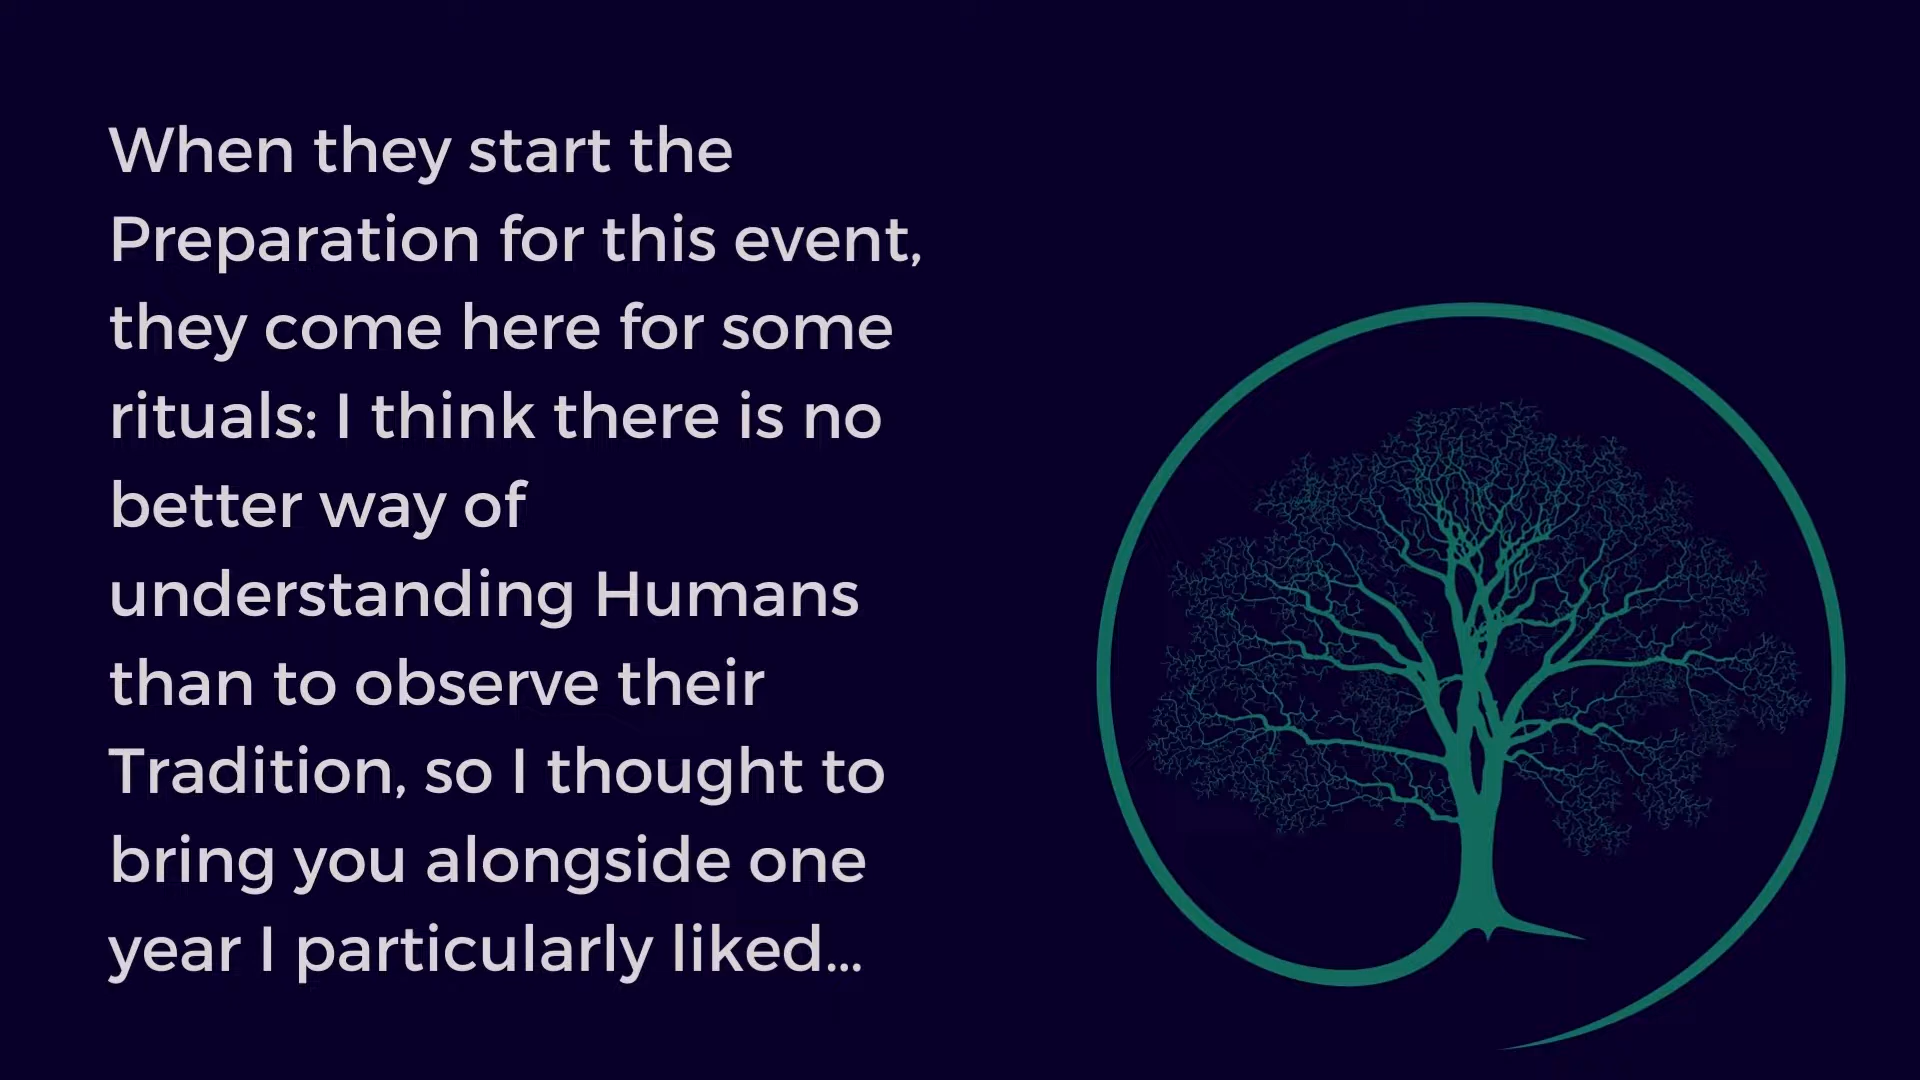 When they start the
Preparation for this event,
they come here for some
rituals: I think there is no
better way of
understanding Humans
than to observe their
Tradition, so I thought to
bring you alongside one
year I particularly liked...